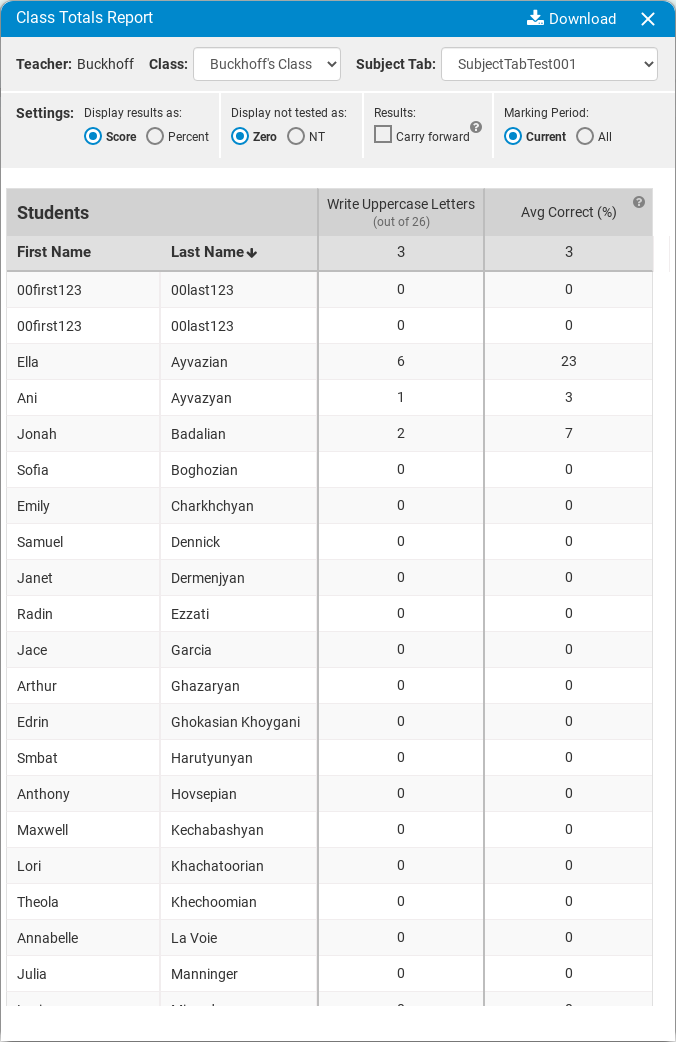 Class Totals Report Download
Teacher: Buckhoff Class: Buckhoff's Class Subject Tab: SubjectTabTest001
Settings: Display results as: Display not tested as: Results: Marking Period:
Score Percent Zero NT Carry forward ? Current All
Students Write Uppercase Letters (out of 26) Avg Correct (%) ?
First Name Last Name 3 3
00first123 00last123 0 0
00first123 00last123 0 0
Ella Ayvazian 6 23
Ani Ayvazyan 1 3
Jonah Badalian 2 7
Sofia Boghozian 0 0
Emily Charkhchyan 0 0
Samuel Dennick 0 0
Janet Dermenjyan 0 0
Radin Ezzati 0 0
Jace Garcia 0 0
Arthur Ghazaryan 0 0
Edrin Ghokasian Khoygani 0 0
Smbat Harutyunyan 0 0
Anthony Hovsepian 0 0
Maxwell Kechabashyan 0 0
Lori Khachatoorian 0 0
Theola Khechoomian 0 0
Annabelle La Voie 0 0
Julia Manninger 0 0